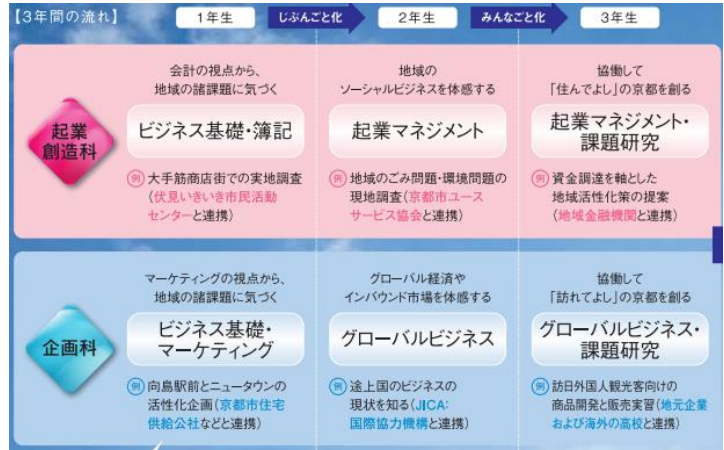 【3年間の流れ】
1年生
じぶんごと化
2年生
みんなごと化
3年生
起業
創造科
会計の視点から、
地域の諸課題に気づく
ビジネス基礎・簿記
例 大手筋商店街での実地調査
(伏見いきいき市民活動
センターと連携)
地域の
ソーシャルビジネスを体感する
起業マネジメント
例 地域のごみ問題・環境問題の
現地調査(京都市ユース
サービス協会と連携)
協働して
「住んでよし」の京都を創る
起業マネジメント・
課題研究
例 資金調達を軸とした
地域活性化策の提案
(地域金融機関と連携)
企画科
マーケティングの視点から、
地域の諸課題に気づく
ビジネス基礎・
マーケティング
例 向島駅前とニュータウンの
活性化企画(京都市住宅
供給公社などと連携)
グローバル経済や
インバウンド市場を体感する
グローバルビジネス
例 途上国のビジネスの
現状を知る(JICA:
国際協力機構と連携)
協働して
「訪れてよし」の京都を創る
グローバルビジネス・
課題研究
例 訪日外国人観光客向けの
商品開発と販売実習(地元企業
および海外の高校と連携)